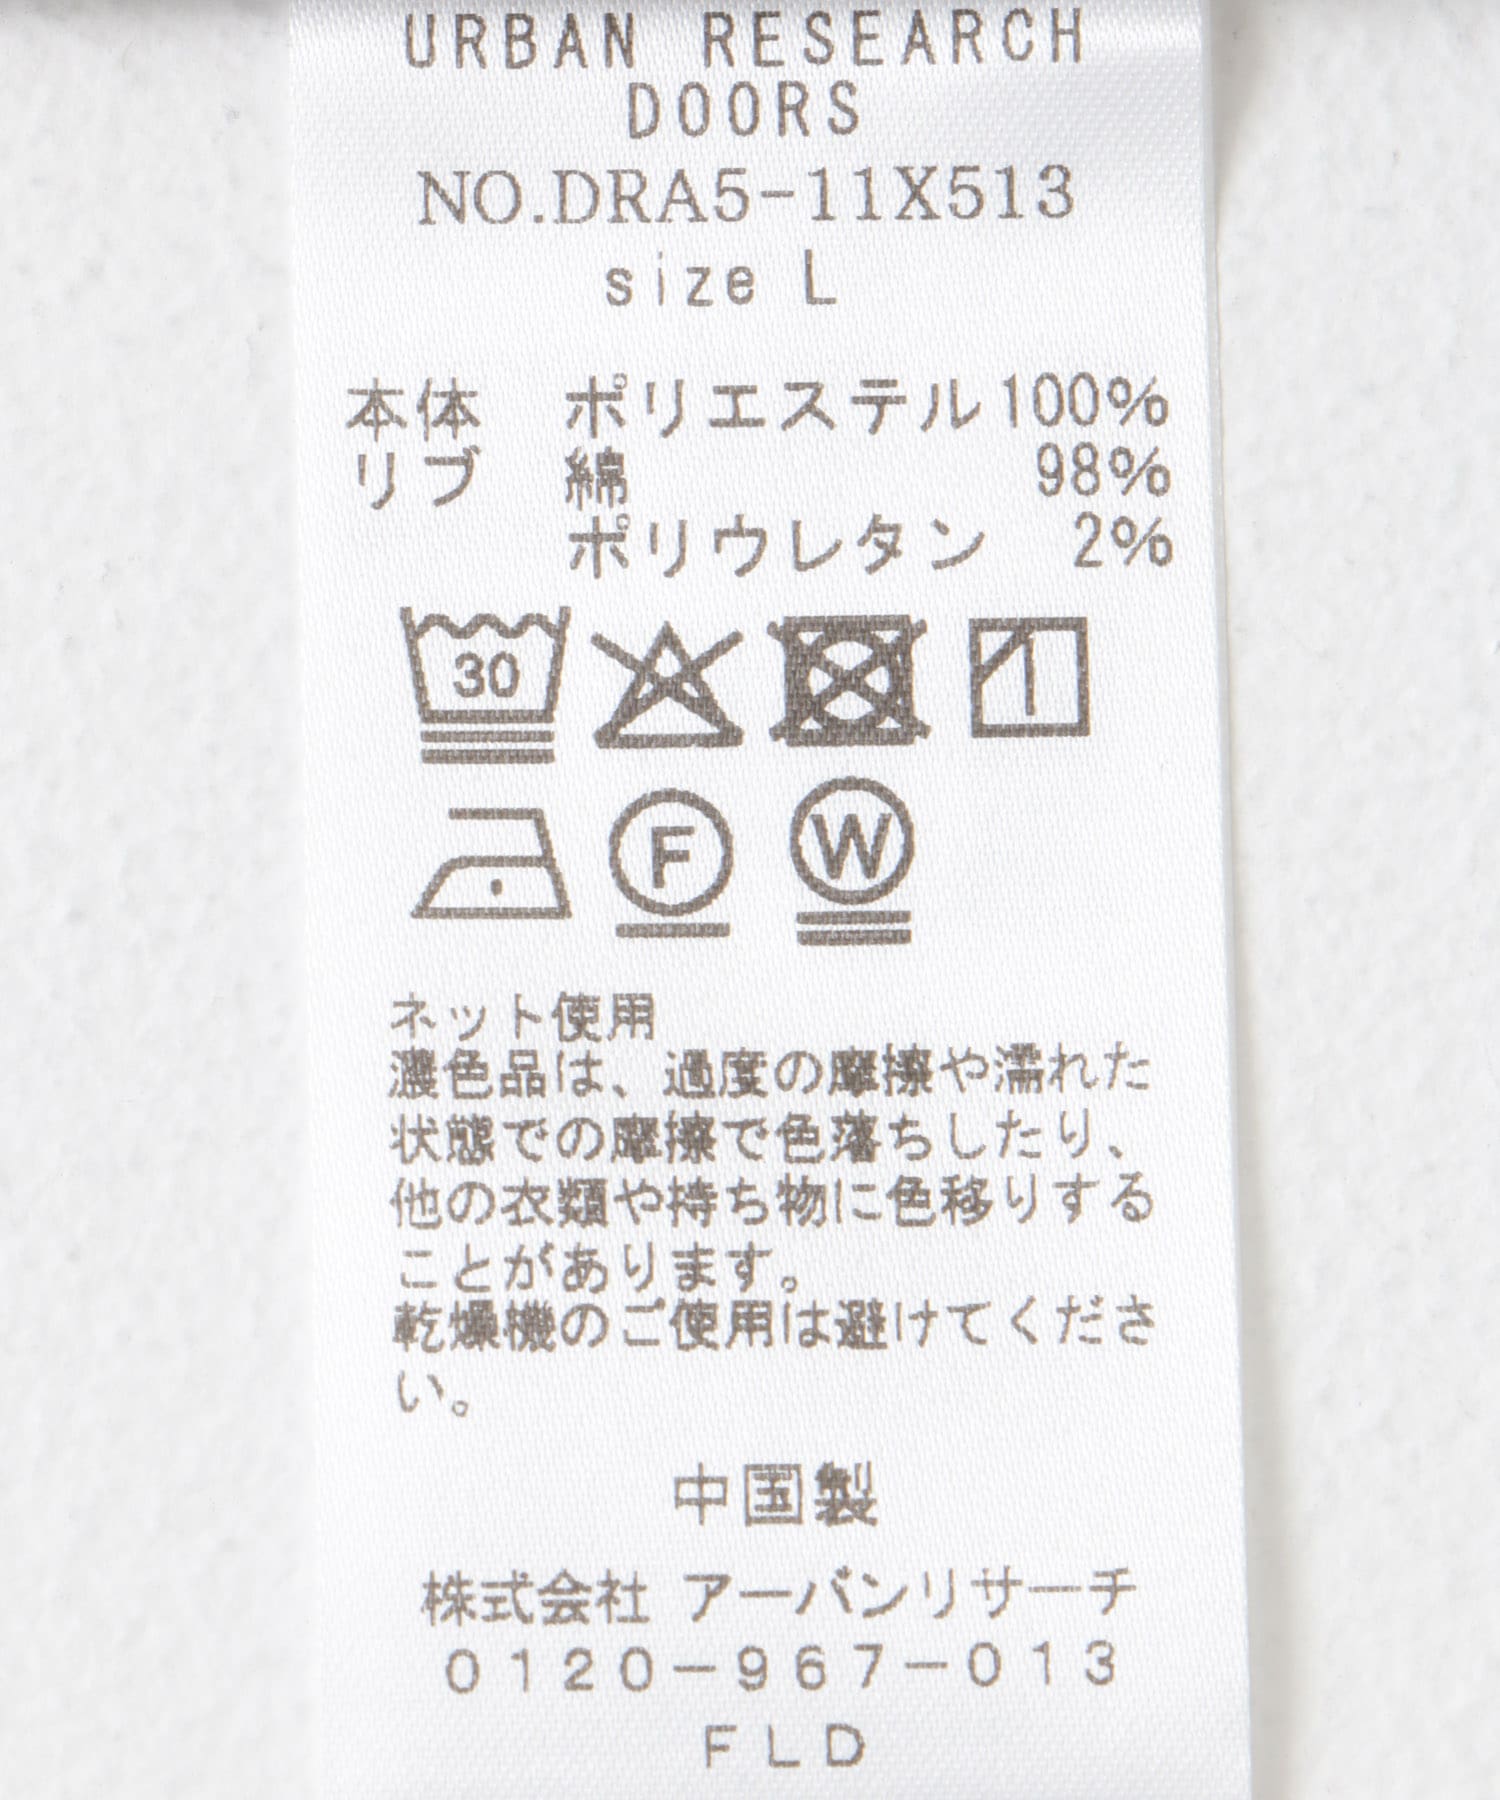 URBAN RESEARCH
DOORS
NO.DRA5-11X513
size L
本体 ポリエステル 100%
リブ 綿 98%
ポリウレタン 2%
30
F W
ネット使用
濃色品は、過度の摩擦や濡れた
状態での摩擦で色落ちしたり、
他の衣類や持ち物に色移りする
ことがあります。
乾燥機のご使用は避けてくださ
い。
中国製
株式会社 アーバンリサーチ
0120-967-013
FLD